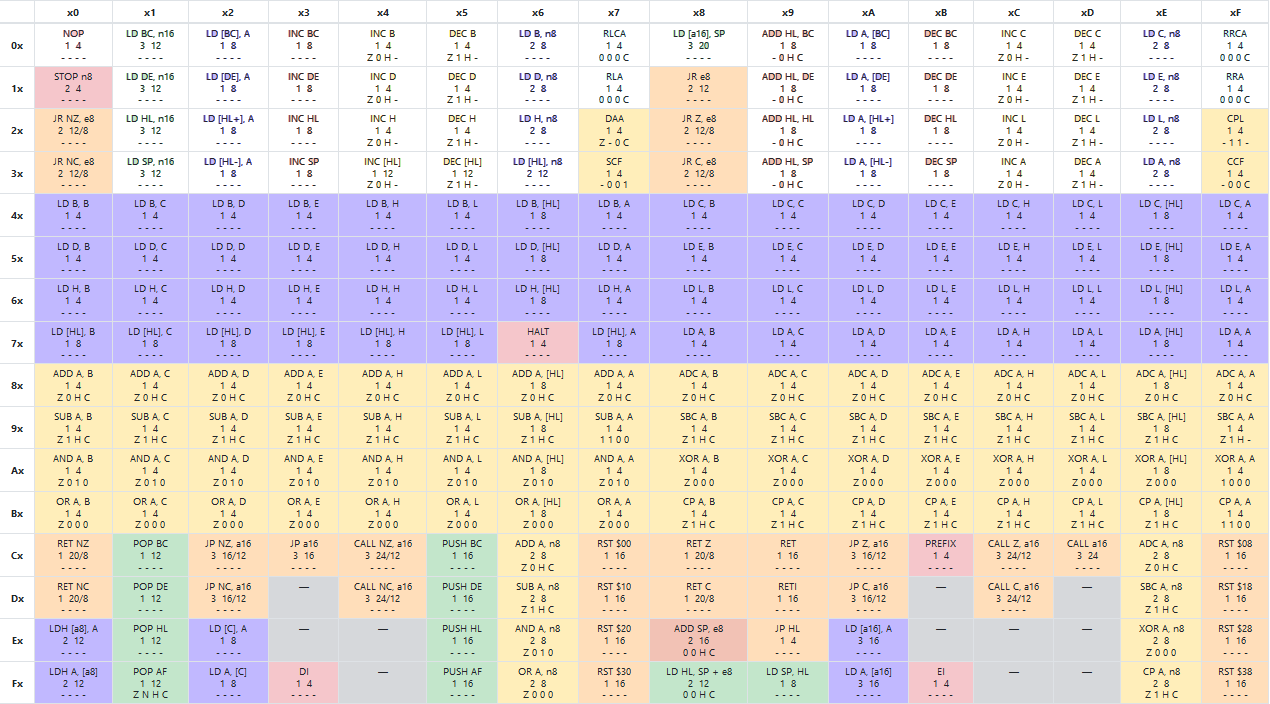 x0 x1 x2 x3 x4 x5 x6 x7 x8 x9 xA xB xC xD xE xF
NOP LD BC, n16 LD [BC], A INC BC INC B DEC B LD B, n8 RLCA LD [a16], SP ADD HL, BC LD A, [BC] DEC BC INC C DEC C LD C, n8 RRCA
0x 1 4 3 12 1 8 1 8 1 4 1 4 2 8 1 4 3 20 1 8 1 8 1 8 1 4 1 4 2 8 1 4
- - - - - - - - - - - - - - - - Z 0 H - Z 1 H - - - - - 0 0 0 C - - - - - 0 H C - - - - - - - - Z 0 H - Z 1 H - - - - - 0 0 0 C
STOP n8 LD DE, n16 LD [DE], A INC DE INC D DEC D LD D, n8 RLA JR e8 ADD HL, DE LD A, [DE] DEC DE INC E DEC E LD E, n8 RRA
1x 2 4 3 12 1 8 1 8 1 4 1 4 2 8 1 4 2 12 1 8 1 8 1 8 1 4 1 4 2 8 1 4
- - - - - - - - - - - - - - - - Z 0 H - Z 1 H - - - - - 0 0 0 C - - - - - 0 H C - - - - - - - - Z 0 H - Z 1 H - - - - - 0 0 0 C
JR NZ, e8 LD HL, n16 LD [HL+], A INC HL INC H DEC H LD H, n8 DAA JR Z, e8 ADD HL, HL LD A, [HL+] DEC HL INC L DEC L LD L, n8 CPL
2x 2 12/8 3 12 1 8 1 8 1 4 1 4 2 8 1 4 2 12/8 1 8 1 8 1 8 1 4 1 4 2 8 1 4
- - - - - - - - - - - - - - - - Z 0 H - Z 1 H - - - - - Z - 0 C - - - - - 0 H C - - - - - - - - Z 0 H - Z 1 H - - - - - - 1 1 -
JR NC, e8 LD SP, n16 LD [HL-], A INC SP INC [HL] DEC [HL] LD [HL], n8 SCF JR C, e8 ADD HL, SP LD A, [HL-] DEC SP INC A DEC A LD A, n8 CCF
3x 2 12/8 3 12 1 8 1 8 1 12 1 12 2 12 1 4 2 12/8 1 8 1 8 1 8 1 4 1 4 2 8 1 4
- - - - - - - - - - - - - - - - Z 0 H - Z 1 H - - - - - - 0 0 1 - - - - - 0 H C - - - - - - - - Z 0 H - Z 1 H - - - - - - 0 0 C
LD B, B LD B, C LD B, D LD B, E LD B, H LD B, L LD B, [HL] LD B, A LD C, B LD C, C LD C, D LD C, E LD C, H LD C, L LD C, [HL] LD C, A
4x 1 4 1 4 1 4 1 4 1 4 1 4 1 8 1 4 1 4 1 4 1 4 1 4 1 4 1 4 1 8 1 4
- - - - - - - - - - - - - - - - - - - - - - - - - - - - - - - - - - - - - - - - - - - - - - - - - - - - - - - - - - - - - - - -
LD D, B LD D, C LD D, D LD D, E LD D, H LD D, L LD D, [HL] LD D, A LD E, B LD E, C LD E, D LD E, E LD E, H LD E, L LD E, [HL] LD E, A
5x 1 4 1 4 1 4 1 4 1 4 1 4 1 8 1 4 1 4 1 4 1 4 1 4 1 4 1 4 1 8 1 4
- - - - - - - - - - - - - - - - - - - - - - - - - - - - - - - - - - - - - - - - - - - - - - - - - - - - - - - - - - - - - - - -
LD H, B LD H, C LD H, D LD H, E LD H, H LD H, L LD H, [HL] LD H, A LD L, B LD L, C LD L, D LD L, E LD L, H LD L, L LD L, [HL] LD L, A
6x 1 4 1 4 1 4 1 4 1 4 1 4 1 8 1 4 1 4 1 4 1 4 1 4 1 4 1 4 1 8 1 4
- - - - - - - - - - - - - - - - - - - - - - - - - - - - - - - - - - - - - - - - - - - - - - - - - - - - - - - - - - - - - - - -
LD [HL], B LD [HL], C LD [HL], D LD [HL], E LD [HL], H LD [HL], L HALT LD [HL], A LD A, B LD A, C LD A, D LD A, E LD A, H LD A, L LD A, [HL] LD A, A
7x 1 8 1 8 1 8 1 8 1 8 1 8 1 4 1 8 1 4 1 4 1 4 1 4 1 4 1 4 1 8 1 4
- - - - - - - - - - - - - - - - - - - - - - - - - - - - - - - - - - - - - - - - - - - - - - - - - - - - - - - - - - - - - - - -
ADD A, B ADD A, C ADD A, D ADD A, E ADD A, H ADD A, L ADD A, [HL] ADD A, A ADC A, B ADC A, C ADC A, D ADC A, E ADC A, H ADC A, L ADC A, [HL] ADC A, A
8x 1 4 1 4 1 4 1 4 1 4 1 4 1 8 1 4 1 4 1 4 1 4 1 4 1 4 1 4 1 8 1 4
Z 0 H C Z 0 H C Z 0 H C Z 0 H C Z 0 H C Z 0 H C Z 0 H C Z 0 H C Z 0 H C Z 0 H C Z 0 H C Z 0 H C Z 0 H C Z 0 H C Z 0 H C Z 0 H C
SUB A, B SUB A, C SUB A, D SUB A, E SUB A, H SUB A, L SUB A, [HL] SUB A, A SBC A, B SBC A, C SBC A, D SBC A, E SBC A, H SBC A, L SBC A, [HL] SBC A, A
9x 1 4 1 4 1 4 1 4 1 4 1 4 1 8 1 4 1 4 1 4 1 4 1 4 1 4 1 4 1 8 1 4
Z 1 H C Z 1 H C Z 1 H C Z 1 H C Z 1 H C Z 1 H C Z 1 H C 1 1 0 0 Z 1 H C Z 1 H C Z 1 H C Z 1 H C Z 1 H C Z 1 H C Z 1 H C Z 1 H -
AND A, B AND A, C AND A, D AND A, E AND A, H AND A, L AND A, [HL] AND A, A XOR A, B XOR A, C XOR A, D XOR A, E XOR A, H XOR A, L XOR A, [HL] XOR A, A
Ax 1 4 1 4 1 4 1 4 1 4 1 4 1 8 1 4 1 4 1 4 1 4 1 4 1 4 1 4 1 8 1 4
Z 0 1 0 Z 0 1 0 Z 0 1 0 Z 0 1 0 Z 0 1 0 Z 0 1 0 Z 0 1 0 Z 0 1 0 Z 0 0 0 Z 0 0 0 Z 0 0 0 Z 0 0 0 Z 0 0 0 Z 0 0 0 Z 0 0 0 1 0 0 0
OR A, B OR A, C OR A, D OR A, E OR A, H OR A, L OR A, [HL] OR A, A CP A, B CP A, C CP A, D CP A, E CP A, H CP A, L CP A, [HL] CP A, A
Bx 1 4 1 4 1 4 1 4 1 4 1 4 1 8 1 4 1 4 1 4 1 4 1 4 1 4 1 4 1 8 1 4
Z 0 0 0 Z 0 0 0 Z 0 0 0 Z 0 0 0 Z 0 0 0 Z 0 0 0 Z 0 0 0 Z 0 0 0 Z 1 H C Z 1 H C Z 1 H C Z 1 H C Z 1 H C Z 1 H C Z 1 H C 1 1 0 0
RET NZ POP BC JP NZ, a16 JP a16 CALL NZ, a16 PUSH BC ADD A, n8 RST $00 RET Z RET JP Z, a16 PREFIX CALL Z, a16 CALL a16 ADC A, n8 RST $08
Cx 1 20/8 1 12 3 16/12 3 16 3 24/12 1 16 2 8 1 16 1 20/8 1 16 3 16/12 1 4 3 24/12 3 24 2 8 1 16
- - - - - - - - - - - - - - - - - - - - - - - - Z 0 H C - - - - - - - - - - - - - - - - - - - - - - - - - - - - Z 0 H C - - - -
RET NC POP DE JP NC, a16 — CALL NC, a16 PUSH DE SUB A, n8 RST $10 RET C RETI JP C, a16 — CALL C, a16 — SBC A, n8 RST $18
Dx 1 20/8 1 12 3 16/12 3 24/12 1 16 2 8 1 16 1 20/8 1 16 3 16/12 3 24/12 2 8 1 16
- - - - - - - - - - - - - - - - - - - - Z 1 H C - - - - - - - - - - - - - - - - - - - - Z 1 H C - - - -
LDH [a8], A POP HL LD [C], A — — PUSH HL AND A, n8 RST $20 ADD SP, e8 JP HL LD [a16], A — — — XOR A, n8 RST $28
Ex 2 12 1 12 1 8 1 16 2 8 1 16 2 16 1 4 3 16 2 8 1 16
- - - - - - - - - - - - - - - - Z 0 1 0 - - - - 0 0 H C - - - - - - - - Z 0 0 0 - - - -
LDH A, [a8] POP AF LD A, [C] DI — PUSH AF OR A, n8 RST $30 LD HL, SP + e8 LD SP, HL LD A, [a16] EI — — CP A, n8 RST $38
Fx 2 12 1 12 1 8 1 4 1 16 2 8 1 16 2 12 1 8 3 16 1 4 2 8 1 16
- - - - Z N H C - - - - - - - - - - - - Z 0 0 0 - - - - 0 0 H C - - - - - - - - - - - - Z 1 H C - - - -